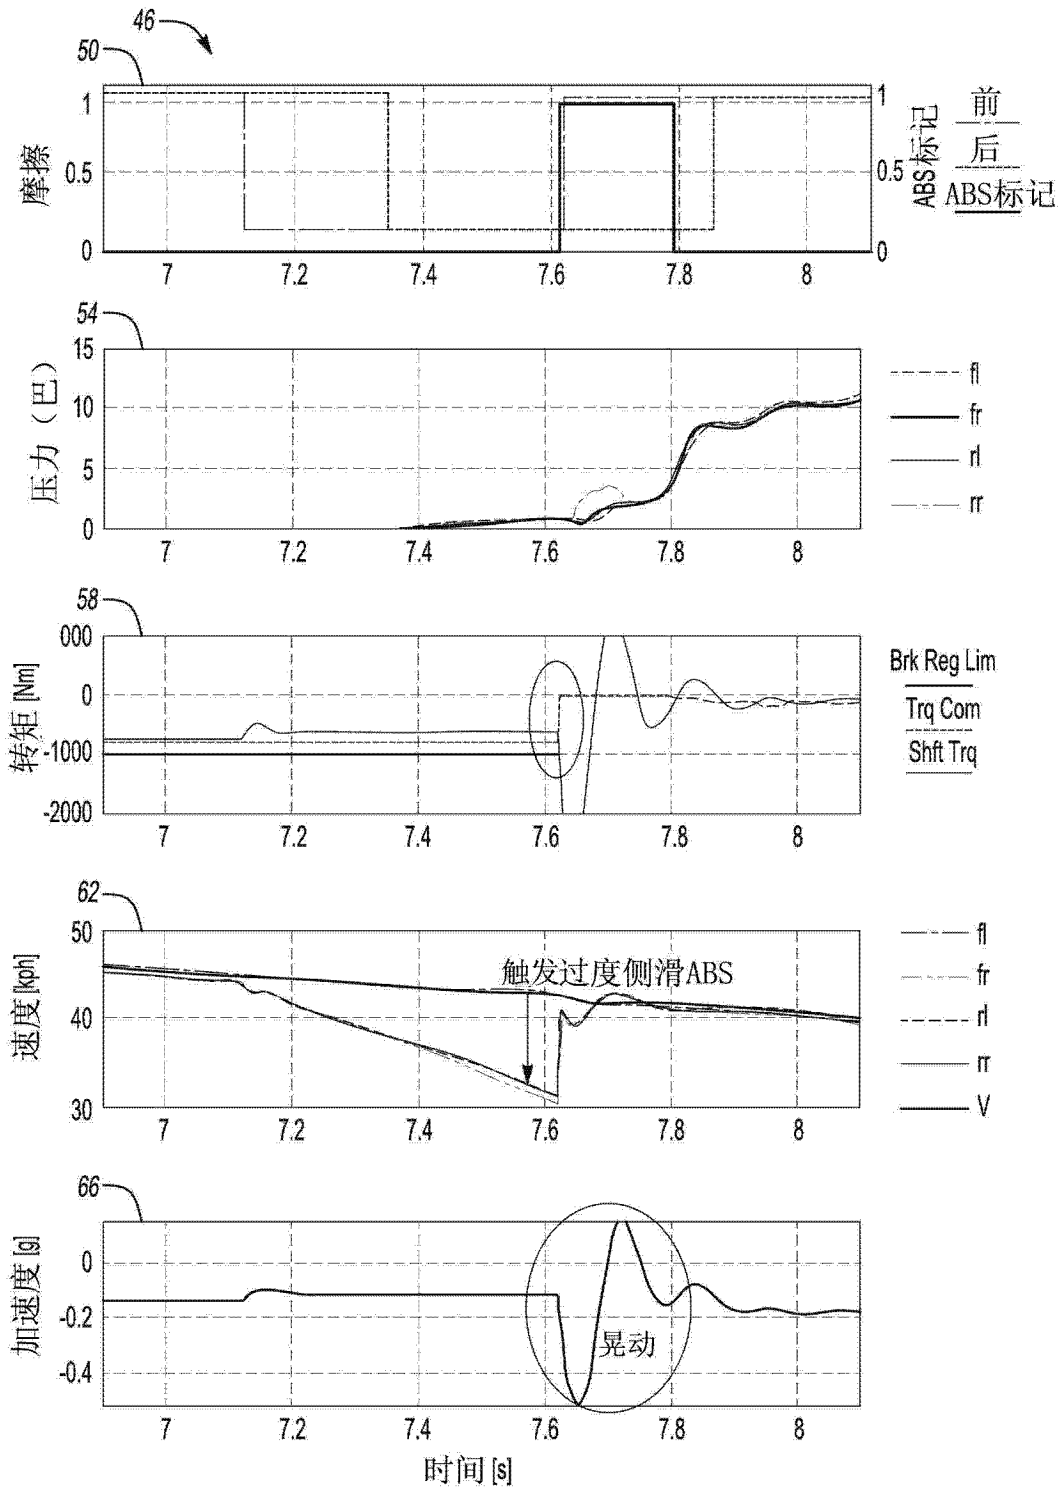 46
50
1
0.5
0
摩擦
1
0.5
0
ABS标记
前
后
ABS标记
7 7.2 7.4 7.6 7.8 8
54
15
10
5
0
压力（巴）
fl
fr
rl
rr
7 7.2 7.4 7.6 7.8 8
58
000
0
-1000
-2000
转矩 [Nm]
Brk Reg Lim
Trq Com
Shft Trq
7 7.2 7.4 7.6 7.8 8
62
50
40
30
速度 [kph]
触发过度侧滑ABS
fl
fr
rl
rr
V
7 7.2 7.4 7.6 7.8 8
66
0
-0.2
-0.4
加速度 [g]
晃动
7 7.2 7.4 7.6 7.8 8
时间 [s]